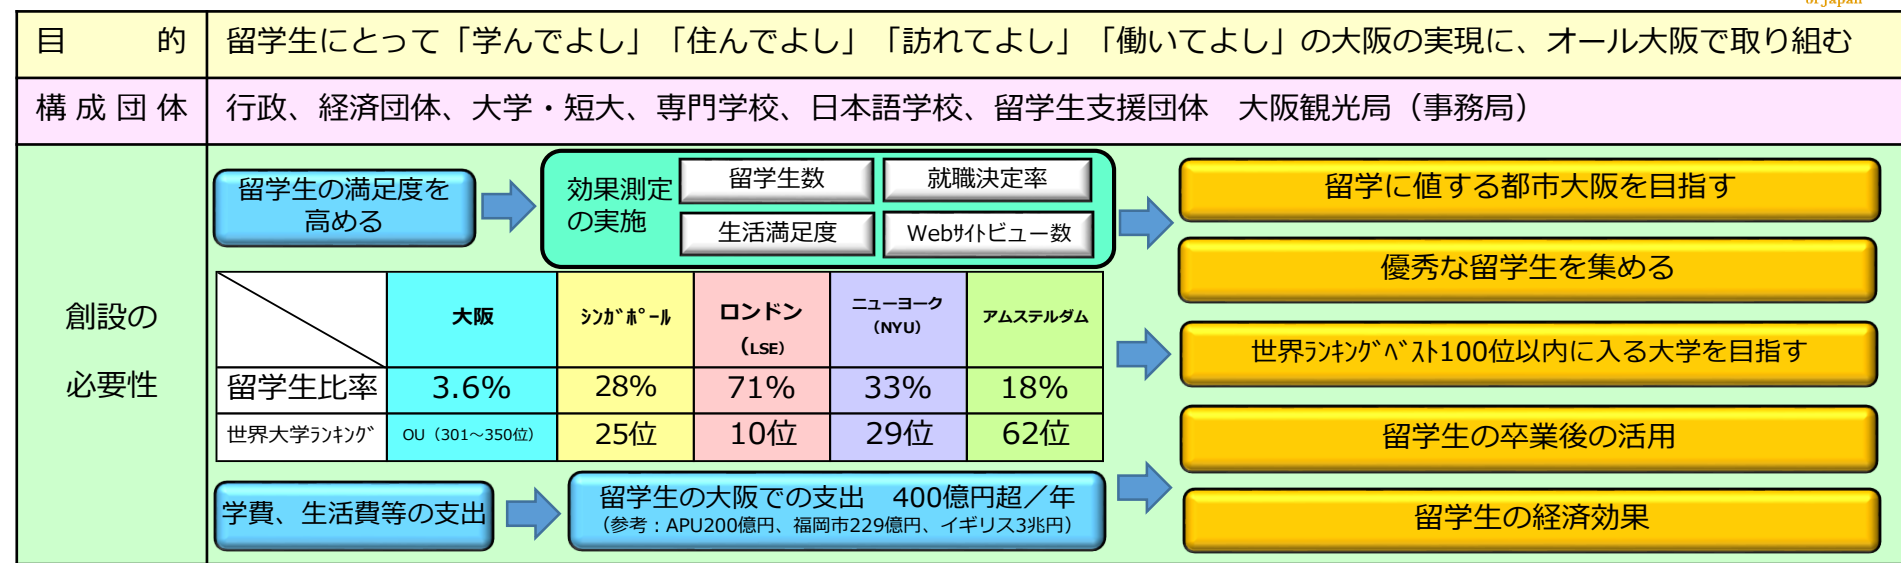 of Japan
目 的 留学生にとって「学んでよし」「住んでよし」「訪れてよし」「働いてよし」の大阪の実現に、オール大阪で取り組む
構 成 団 体 行政、経済団体、大学・短大、専門学校、日本語学校、留学生支援団体 大阪観光局（事務局）
創設の
必要性
留学生の満足度を
高める
効果測定
の実施
留学生数 就職決定率
生活満足度 Webｻｲﾄビュー数
大阪 ｼﾝｶﾞﾎﾟｰﾙ ロンドン
（LSE） ニューヨーク
（NYU） アムステルダム
留学生比率 3.6% 28% 71% 33% 18%
世界大学ﾗﾝｷﾝｸﾞ OU（301～350位） 25位 10位 29位 62位
学費、生活費等の支出
留学生の大阪での支出 400億円超／年
（参考：APU200億円、福岡市229億円、イギリス3兆円）
留学に値する都市大阪を目指す
優秀な留学生を集める
世界ﾗﾝｷﾝｸﾞﾍﾞｽﾄ100位以内に入る大学を目指す
留学生の卒業後の活用
留学生の経済効果